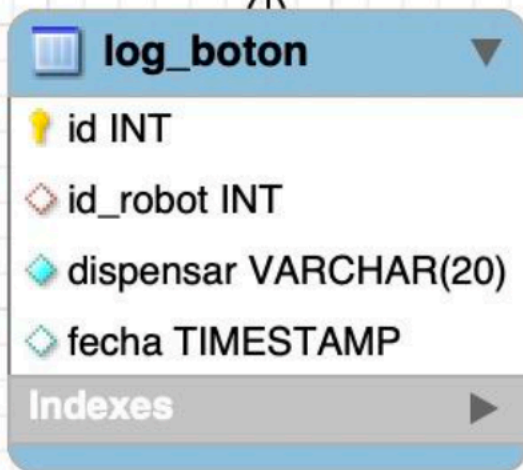 log_boton
id INT
id_robot INT
dispensar VARCHAR(20)
fecha TIMESTAMP
Indexes